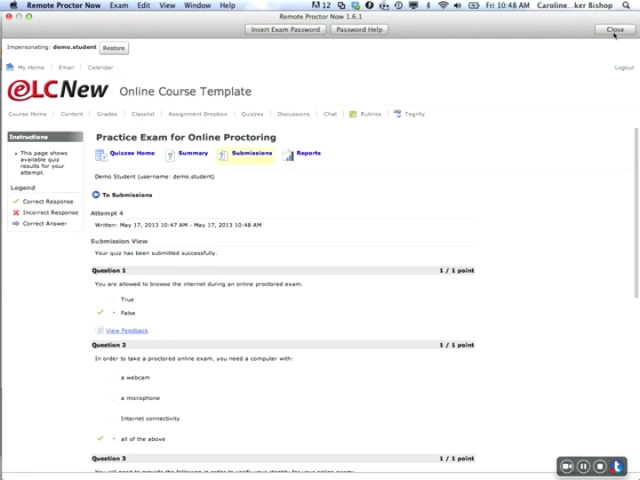 Remote Proctor Now Exam Edit View Window Help 12 Fri 10:48 AM Caroline...ker Bishop
Remote Proctor Now 1.6.1
Insert Exam Password Password Help Close
Impersonating: demo.student Restore
My Home Email Calendar Logout
eLCNew Online Course Template
Course Home Content Grades Classlist Assignment Dropbox Quizzes Discussions Chat Rubrics Tegrity
Instructions
This page shows
available quiz
results for your
attempt.
Legend
Correct Response
Incorrect Response
Correct Answer
Practice Exam for Online Proctoring
Quizzes Home Summary Submissions Reports
Demo Student (username: demo.student)
To Submissions
Attempt 4
Written: May 17, 2013 10:47 AM - May 17, 2013 10:48 AM
Submission View
Your quiz has been submitted successfully.
Question 1 1 / 1 point
You are allowed to browse the internet during an online proctored exam.
True
False
View Feedback
Question 2 1 / 1 point
In order to take a proctored online exam, you need a computer with:
a webcam
a microphone
Internet connectivity
all of the above
Question 3 1 / 1 point